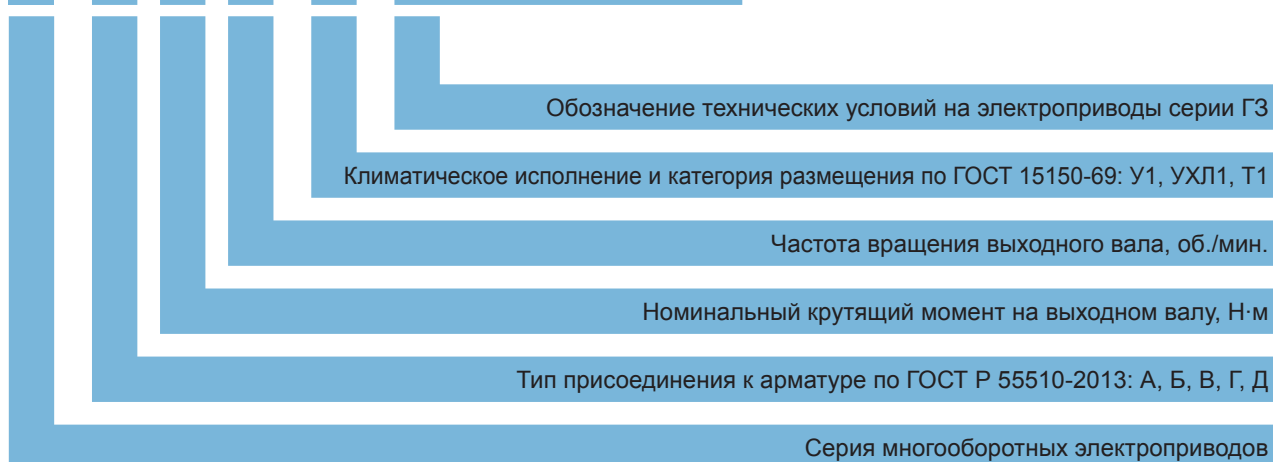 Обозначение технических условий на электроприводы серии ГЗ
Климатическое исполнение и категория размещения по ГОСТ 15150-69: У1, УХЛ1, Т1
Частота вращения выходного вала, об./мин.
Номинальный крутящий момент на выходном валу, Н·м
Тип присоединения к арматуре по ГОСТ Р 55510-2013: А, Б, В, Г, Д
Серия многооборотных электроприводов